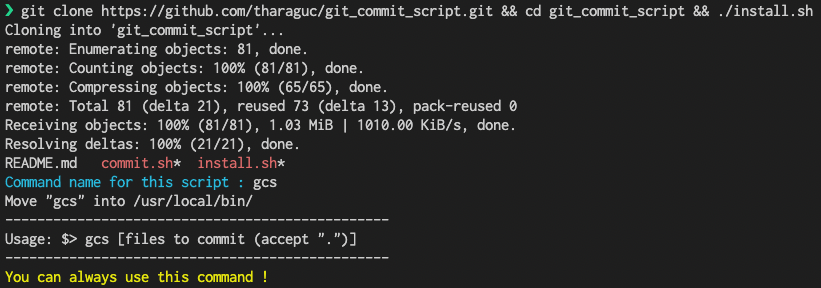 ❯ git clone https://github.com/tharaguc/git_commit_script.git && cd git_commit_script && ./install.sh
Cloning into 'git_commit_script'...
remote: Enumerating objects: 81, done.
remote: Counting objects: 100% (81/81), done.
remote: Compressing objects: 100% (65/65), done.
remote: Total 81 (delta 21), reused 73 (delta 13), pack-reused 0
Receiving objects: 100% (81/81), 1.03 MiB | 1010.00 KiB/s, done.
Resolving deltas: 100% (21/21), done.
README.md   commit.sh*  install.sh*
Command name for this script : gcs
Move "gcs" into /usr/local/bin/
------------------------------------------------
Usage: $> gcs [files to commit (accept ".")]
------------------------------------------------
You can always use this command !